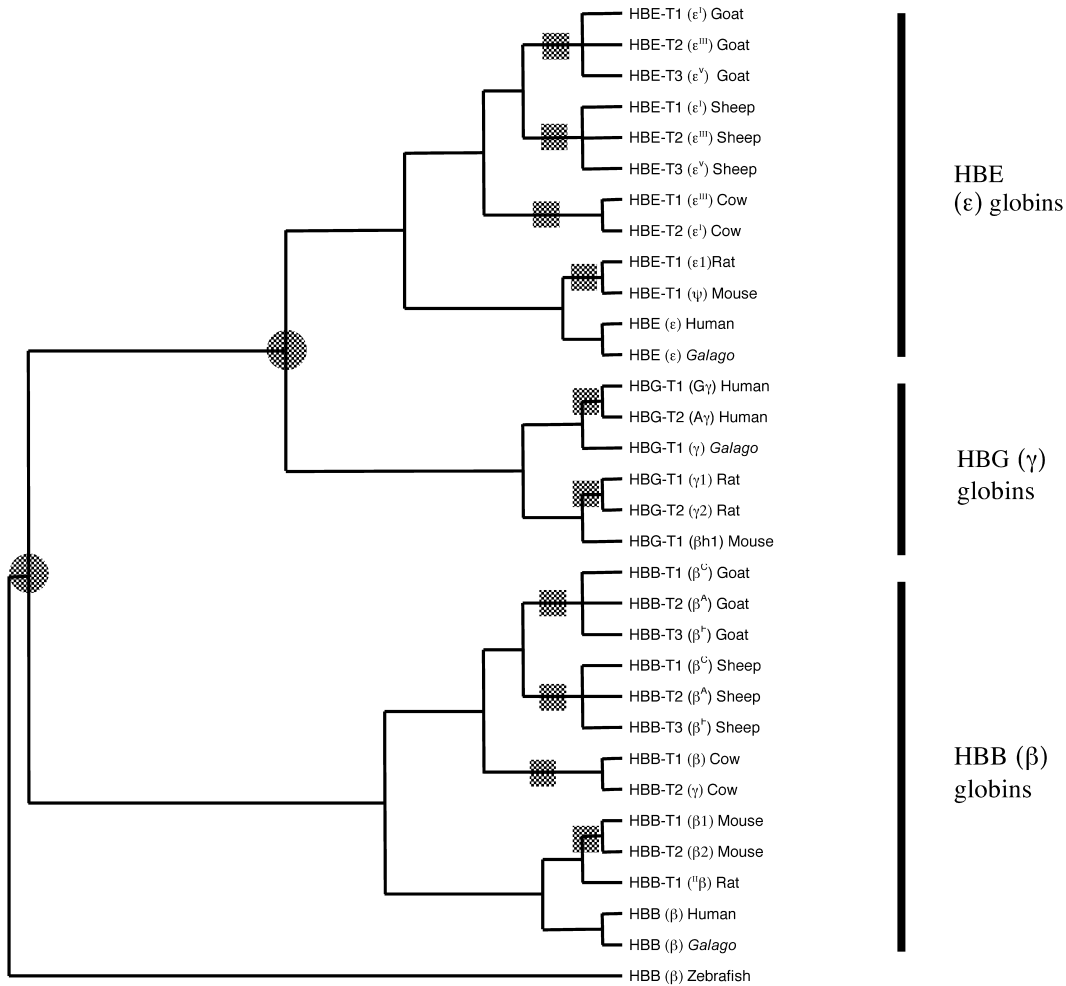 HBE-T1 (εᴵ) Goat
HBE-T2 (εᴵᴵᴵ) Goat
HBE-T3 (εⱽ) Goat
HBE-T1 (εᴵ) Sheep
HBE-T2 (εᴵᴵᴵ) Sheep
HBE-T3 (εⱽ) Sheep
HBE-T1 (εᴵᴵᴵ) Cow
HBE-T2 (εᴵ) Cow
HBE-T1 (ε1)Rat
HBE-T1 (ψ) Mouse
HBE (ε) Human
HBE (ε) Galago
HBE
(ε) globins
HBG-T1 (Gγ) Human
HBG-T2 (Aγ) Human
HBG-T1 (γ) Galago
HBG-T1 (γ1) Rat
HBG-T2 (γ2) Rat
HBG-T1 (βh1) Mouse
HBG (γ)
globins
HBB-T1 (βᶜ) Goat
HBB-T2 (βᴬ) Goat
HBB-T3 (βF) Goat
HBB-T1 (βᶜ) Sheep
HBB-T2 (βᴬ) Sheep
HBB-T3 (βF) Sheep
HBB-T1 (β) Cow
HBB-T2 (γ) Cow
HBB-T1 (β1) Mouse
HBB-T2 (β2) Mouse
HBB-T1 (ᴵᴵβ) Rat
HBB (β) Human
HBB (β) Galago
HBB (β) Zebrafish
HBB (β)
globins